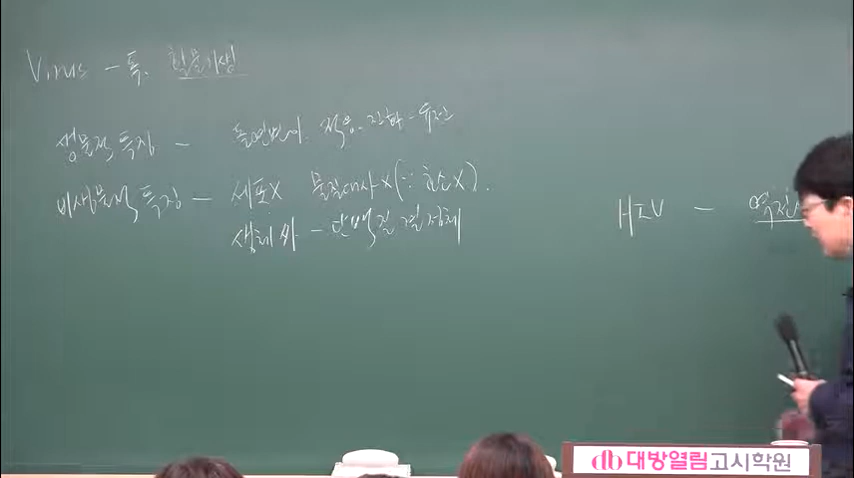 Virus - 특. 활물기생
생물적 특징 - 돌연변이. 적응. 진화 - 유전
비생물적 특징 - 세포X 물질대사X(∵ 효소X).
생체 外 - 단백질 결정체
HIV - 역전사
대방열림고시학원